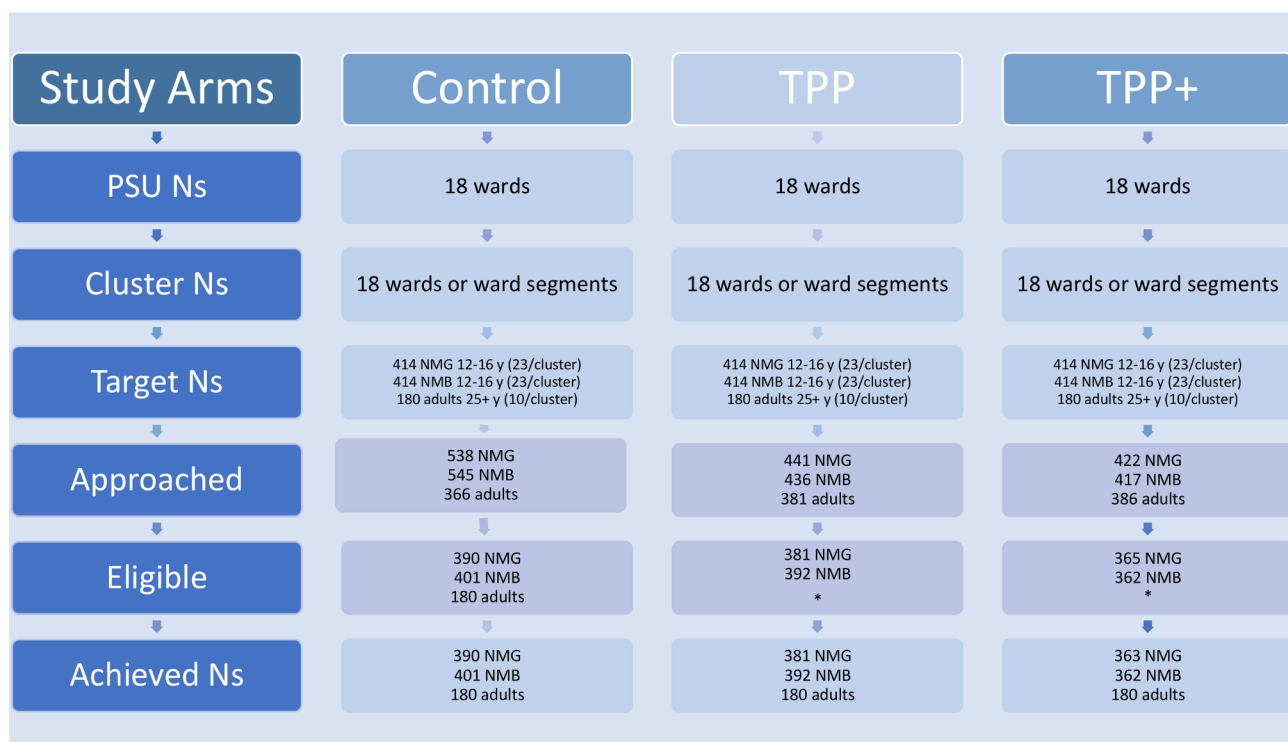 Study Arms
Control
TPP
TPP+
PSU Ns
18 wards
18 wards
18 wards
Cluster Ns
18 wards or ward segments
18 wards or ward segments
18 wards or ward segments
Target Ns
414 NMG 12-16 y (23/cluster)
414 NMB 12-16 y (23/cluster)
180 adults 25+ y (10/cluster)
414 NMG 12-16 y (23/cluster)
414 NMB 12-16 y (23/cluster)
180 adults 25+ y (10/cluster)
414 NMG 12-16 y (23/cluster)
414 NMB 12-16 y (23/cluster)
180 adults 25+ y (10/cluster)
Approached
538 NMG
545 NMB
366 adults
441 NMG
436 NMB
381 adults
422 NMG
417 NMB
386 adults
Eligible
390 NMG
401 NMB
180 adults
381 NMG
392 NMB
*
365 NMG
362 NMB
*
Achieved Ns
390 NMG
401 NMB
180 adults
381 NMG
392 NMB
180 adults
363 NMG
362 NMB
180 adults